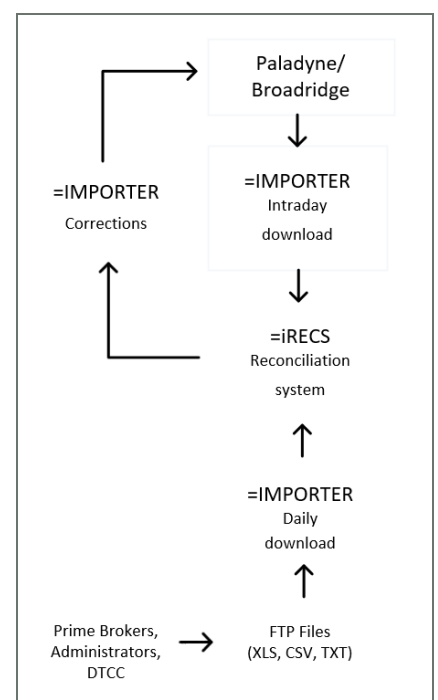 Paladyne/
Broadridge
=IMPORTER
Intraday
download
=IMPORTER
Corrections
=iRECS
Reconciliation
system
=IMPORTER
Daily
download
Prime Brokers,
Administrators,
DTCC
FTP Files
(XLS, CSV, TXT)